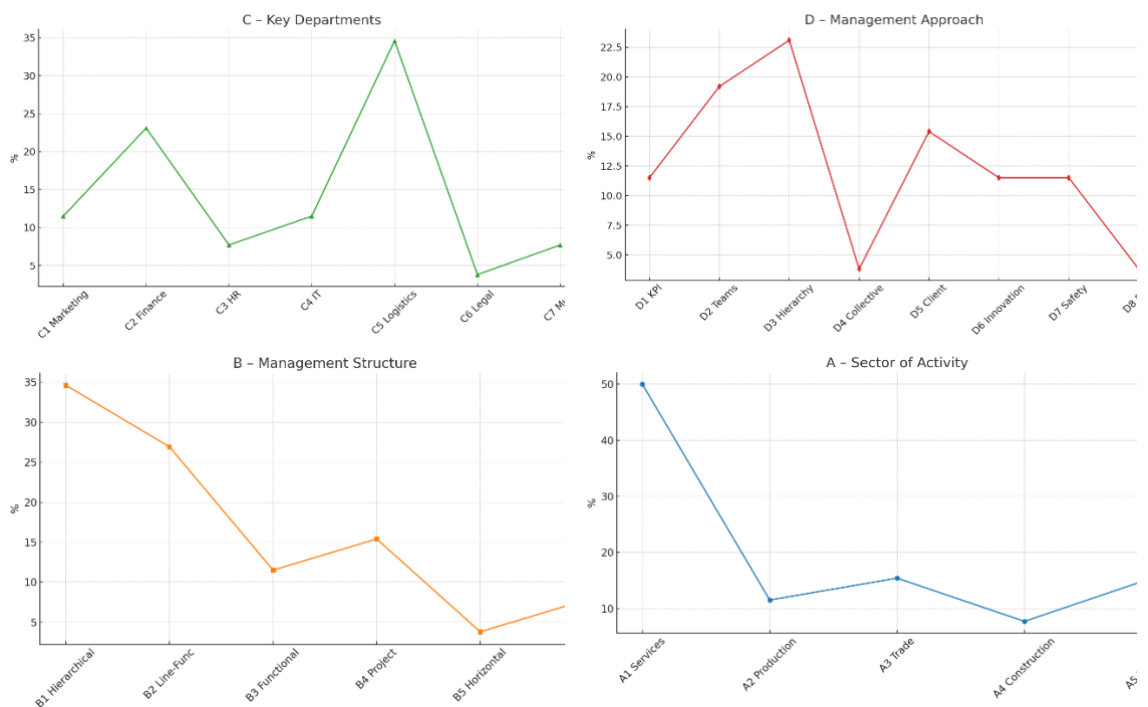 C – Key Departments
35
30
25
20
15
10
5
%
C1 Marketing
C2 Finance
C3 HR
C4 IT
C5 Logistics
C6 Legal
C7
D – Management Approach
22.5
20.0
17.5
15.0
12.5
10.0
7.5
5.0
%
D1 KPI
D2 Teams
D3 Hierarchy
D4 Collective
D5 Client
D6 Innovation
D7 Safety
D8
B – Management Structure
35
30
25
20
15
10
5
%
B1 Hierarchical
B2 Line-Func
B3 Functional
B4 Project
B5 Horizontal
A – Sector of Activity
50
40
30
20
10
%
A1 Services
A2 Production
A3 Trade
A4 Construction
A5